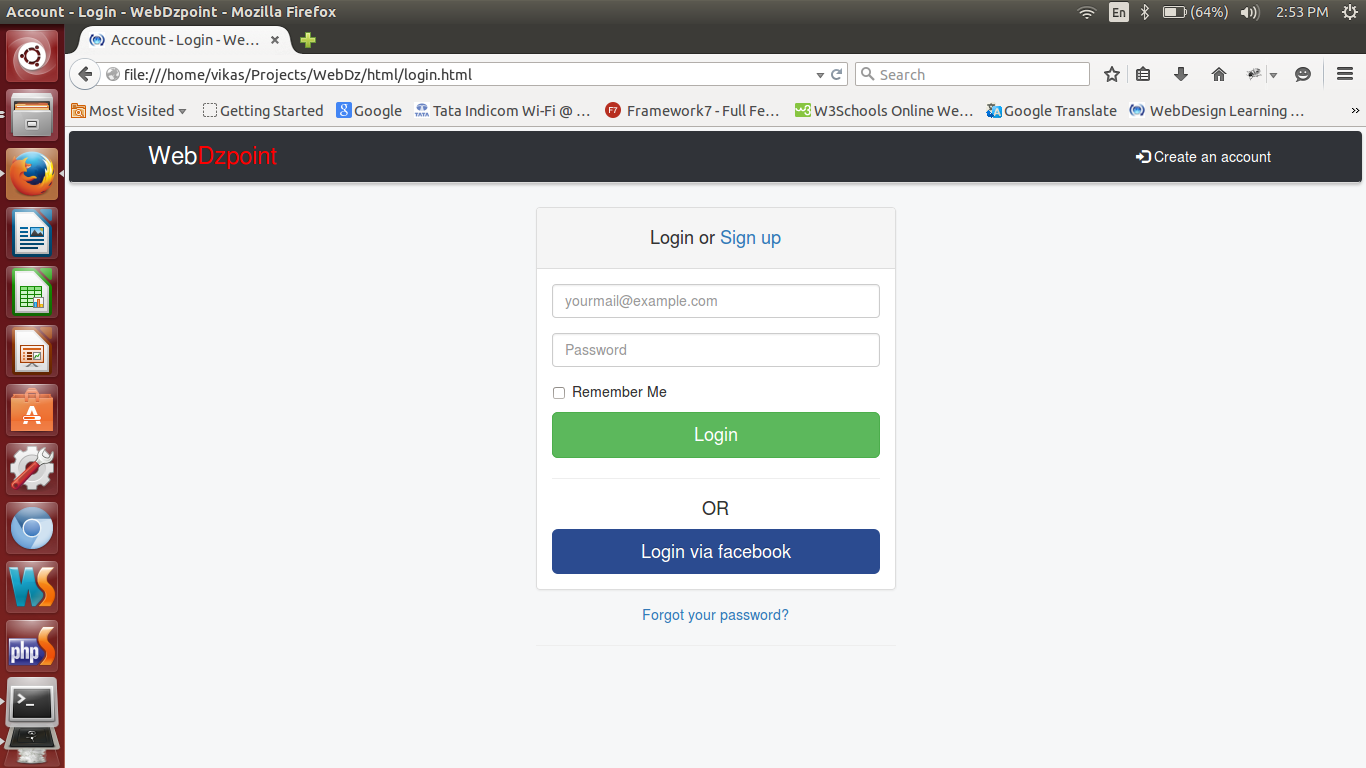 Account - Login - WebDzpoint - Mozilla Firefox
En (64%) 2:53 PM
Account - Login - We...
file:///home/vikas/Projects/WebDz/html/login.html
Search
Most Visited Getting Started Google Tata Indicom Wi-Fi @ ... Framework7 - Full Fe... W3Schools Online We... Google Translate WebDesign Learning ... »
WebDzpoint Create an account
Login or Sign up
yourmail@example.com
Password
Remember Me
Login
OR
Login via facebook
Forgot your password?
WS
php S